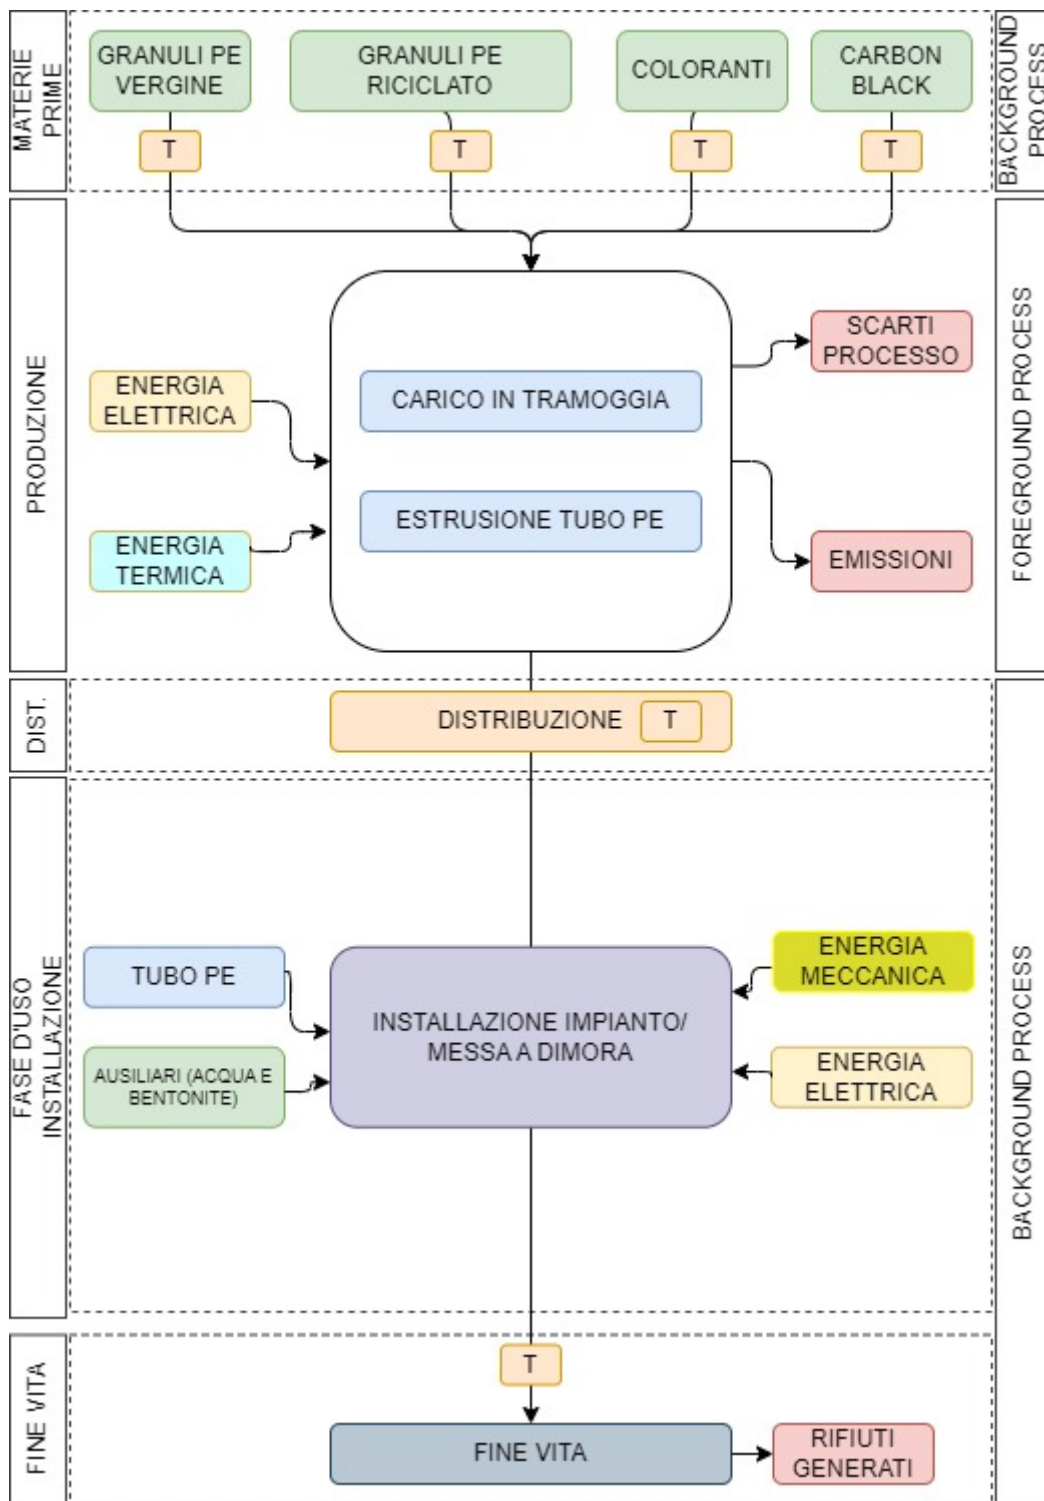 MATERIE
PRIME
GRANULI PE
VERGINE
GRANULI PE
RICICLATO
COLORANTI
CARBON
BLACK
BACKGROUND
PROCESS
T
T
T
T
PRODUZIONE
FOREGROUND PROCESS
CARICO IN TRAMOGGIA
ESTRUSIONE TUBO PE
ENERGIA
ELETTRICA
ENERGIA
TERMICA
SCARTI
PROCESSO
EMISSIONI
DIST.
DISTRIBUZIONE
T
BACKGROUND PROCESS
FASE D'USO
INSTALLAZIONE
TUBO PE
AUSILIARI (ACQUA E
BENTONITE)
INSTALLAZIONE IMPIANTO/
MESSA A DIMORA
ENERGIA
MECCANICA
ENERGIA
ELETTRICA
FINE VITA
T
FINE VITA
RIFIUTI
GENERATI